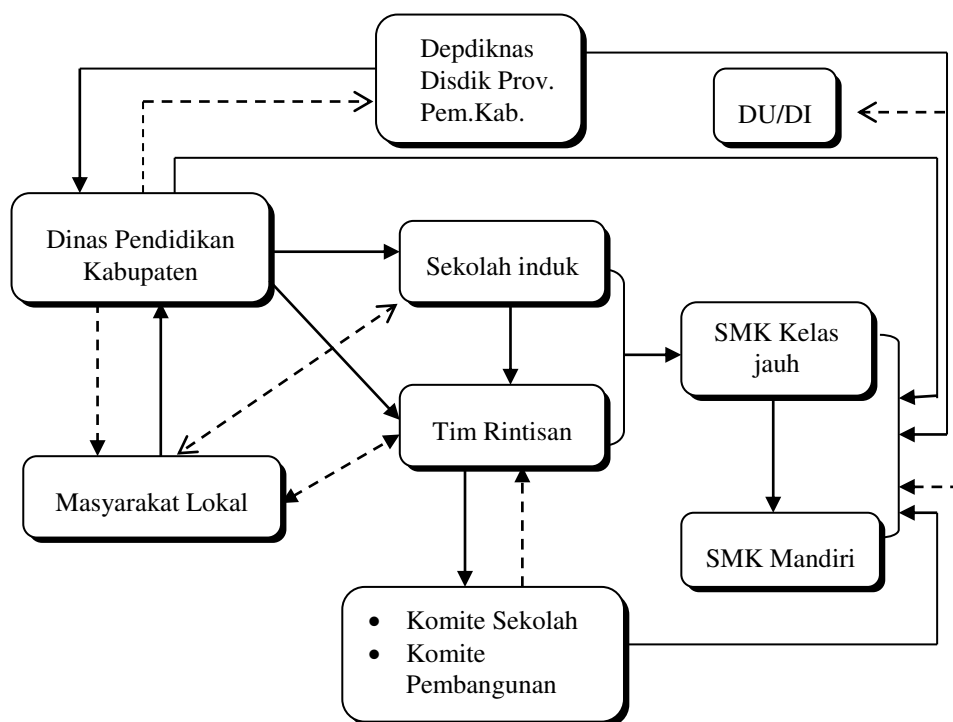 Depdiknas
Disdik Prov.
Pem.Kab.
DU/DI
Dinas Pendidikan
Kabupaten
Sekolah induk
SMK Kelas
jauh
Tim Rintisan
Masyarakat Lokal
SMK Mandiri
• Komite Sekolah
• Komite
Pembangunan